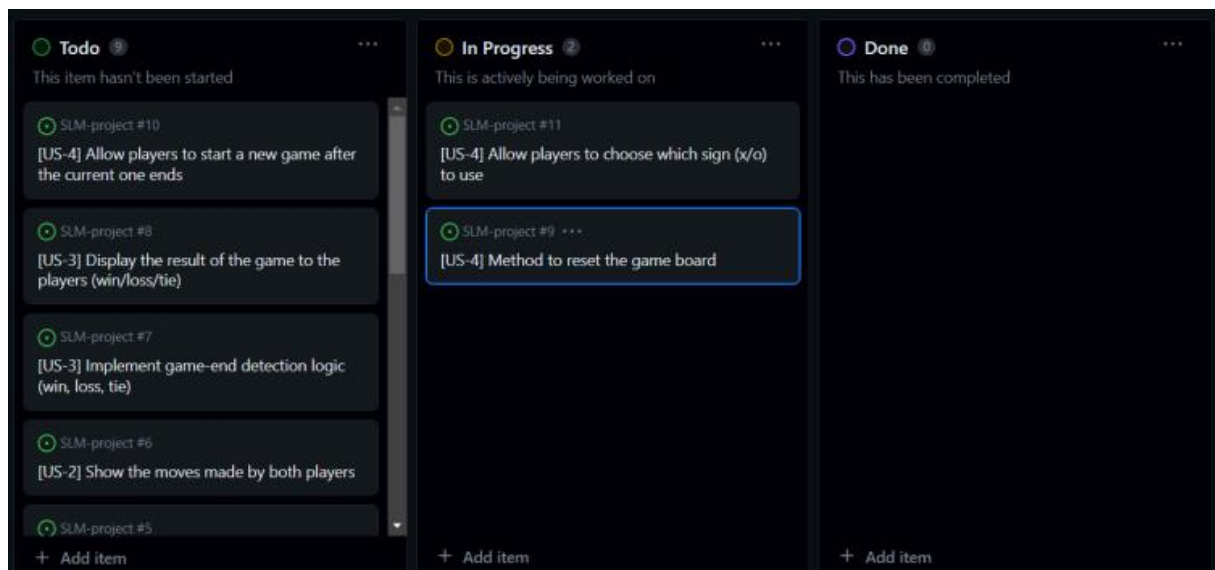 Todo 9
This item hasn't been started
SLM-project #10
[US-4] Allow players to start a new game after
the current one ends
SLM-project #8
[US-3] Display the result of the game to the
players (win/loss/tie)
SLM-project #7
[US-3] Implement game-end detection logic
(win, loss, tie)
SLM-project #6
[US-2] Show the moves made by both players
SLM-project #5
+ Add item
In Progress 2
This is actively being worked on
SLM-project #11
[US-4] Allow players to choose which sign (x/o)
to use
SLM-project #9
[US-4] Method to reset the game board
+ Add item
Done 0
This has been completed
+ Add item